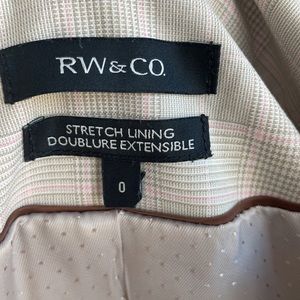 RW&CO.
STRETCH LINING
DOUBLURE EXTENSIBLE
0